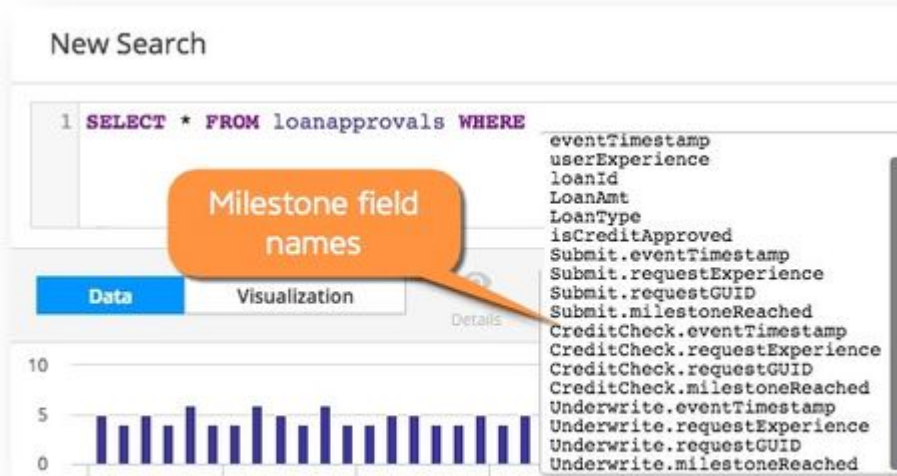 New Search
1 SELECT * FROM loanapprovals WHERE
eventTimestamp
userExperience
loanId
LoanAmt
LoanType
isCreditApproved
Submit.eventTimestamp
Submit.requestExperience
Submit.requestGUID
Submit.milestoneReached
CreditCheck.eventTimestamp
CreditCheck.requestExperience
CreditCheck.requestGUID
CreditCheck.milestoneReached
Underwrite.eventTimestamp
Underwrite.requestExperience
Underwrite.requestGUID
Underwrite.milestoneReached
Milestone field
names
Data
Visualization
Details
10
5
0